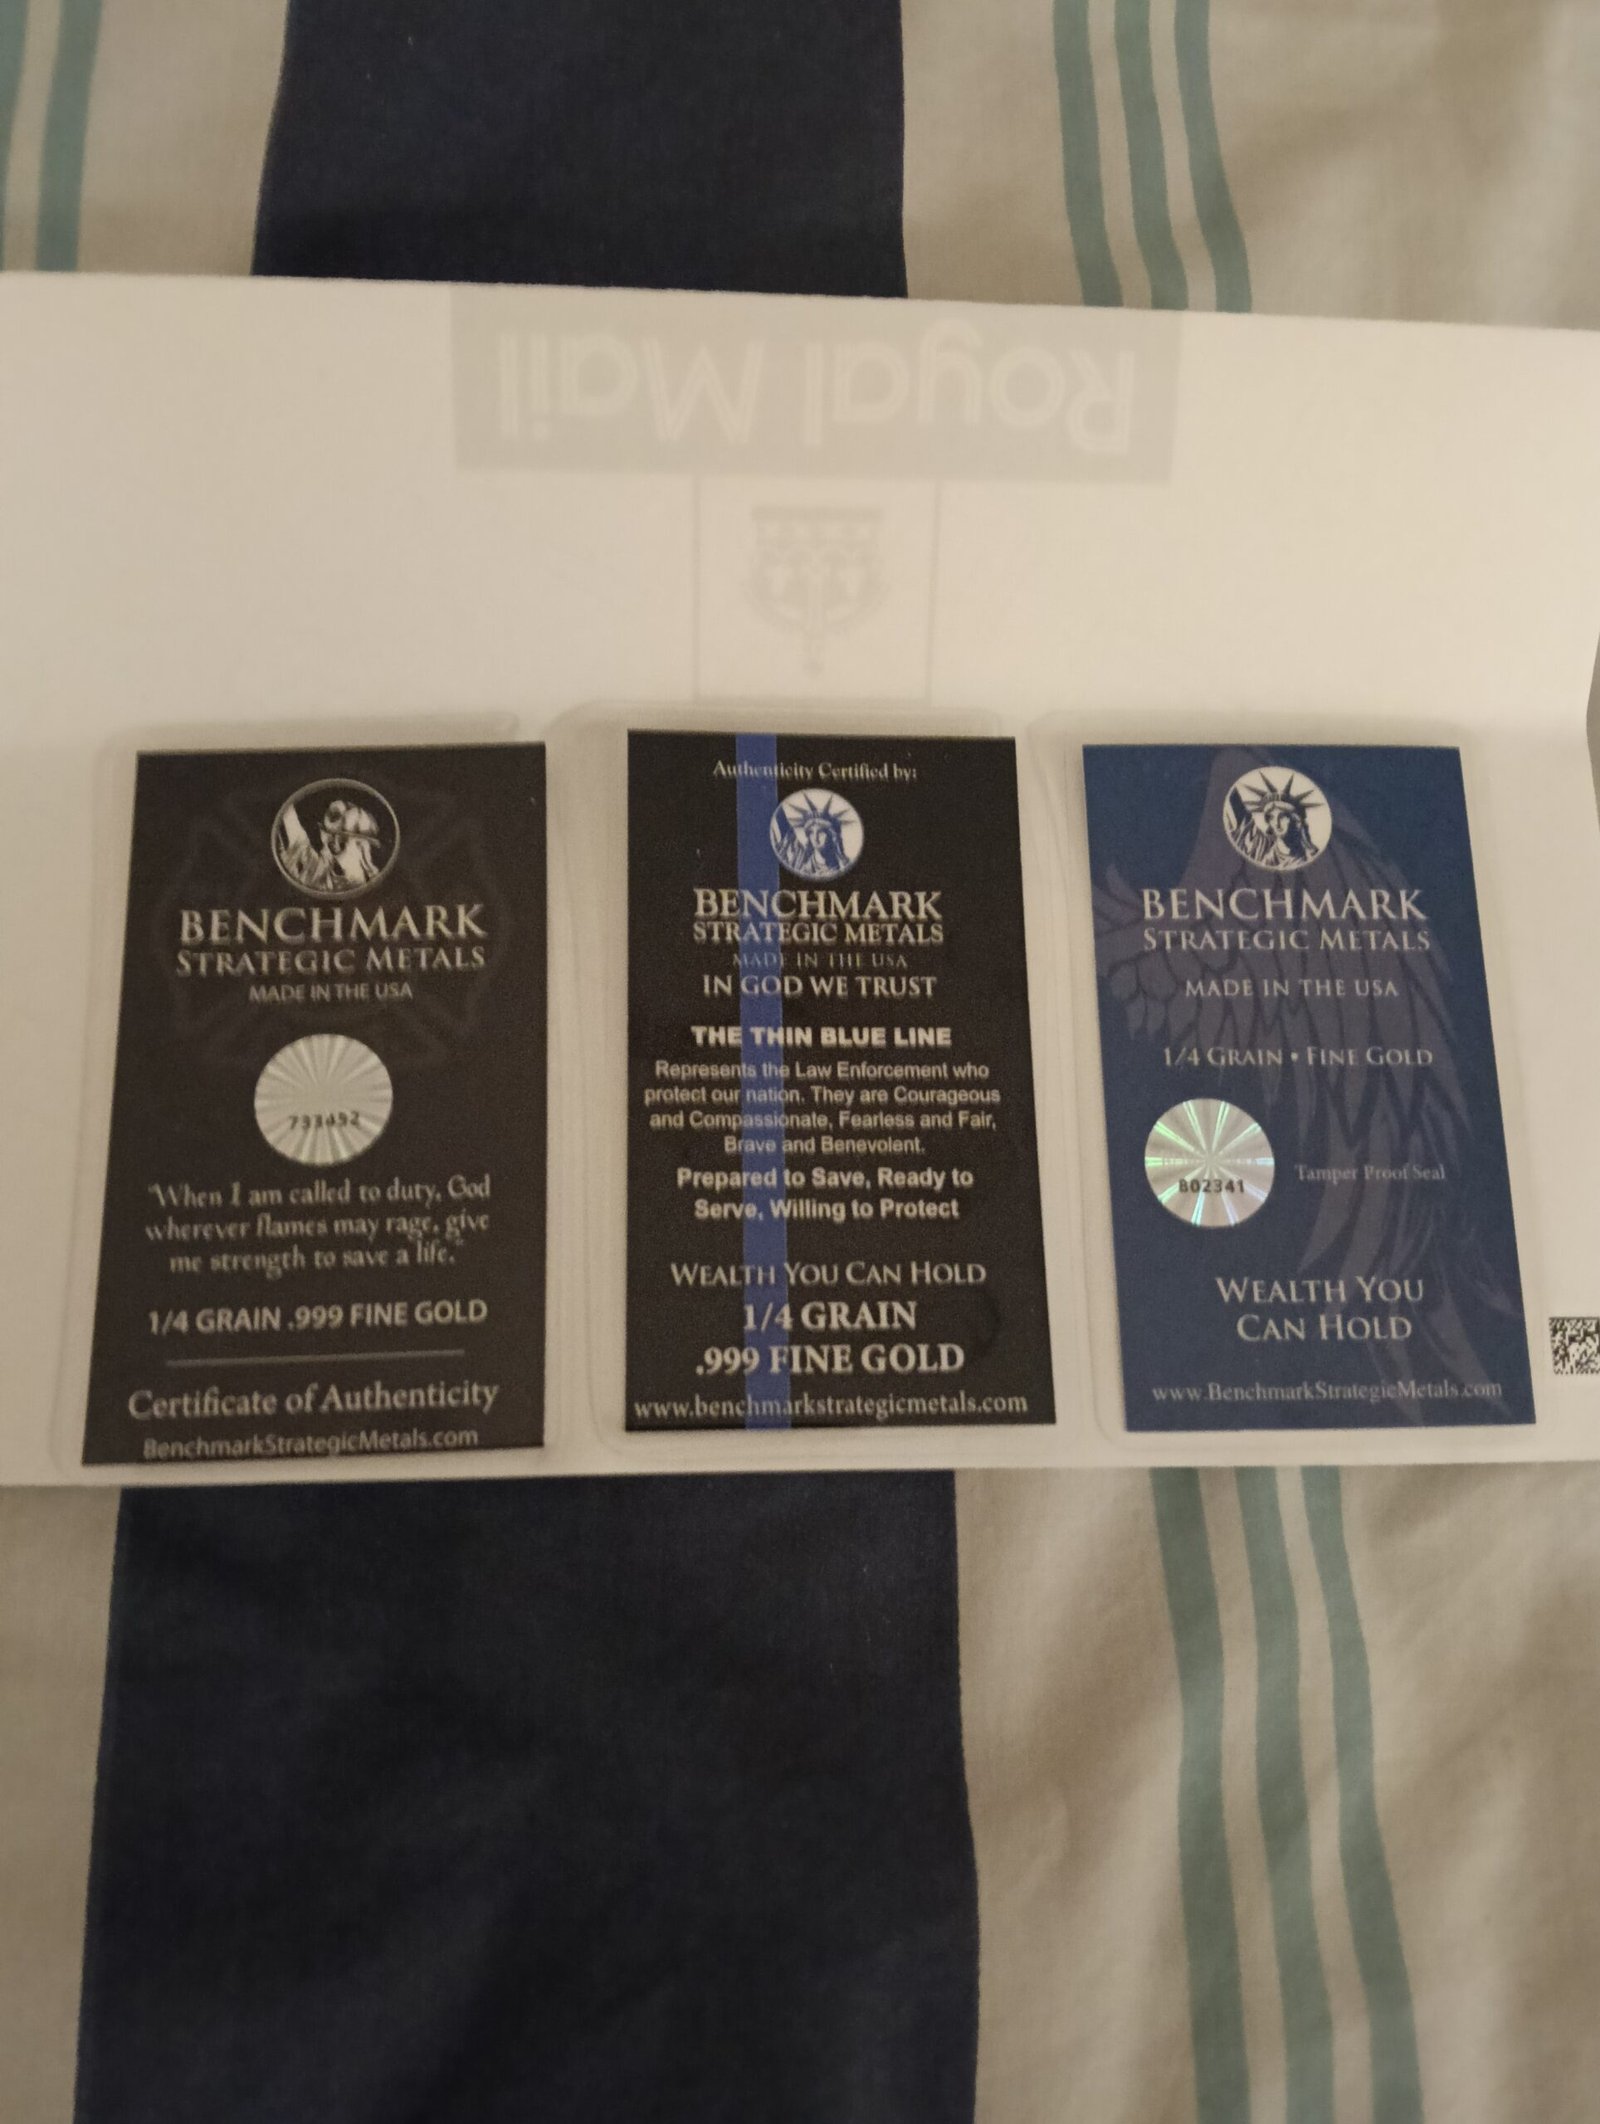 Royal Mail
BENCHMARK
STRATEGIC METALS
MADE IN THE USA
733452
"When I am called to duty, God
wherever flames may rage, give
me strength to save a life."
1/4 GRAIN .999 FINE GOLD
Certificate of Authenticity
BenchmarkStrategicMetals.com
Authenticity Certified by:
BENCHMARK
STRATEGIC METALS
MADE IN THE USA
IN GOD WE TRUST
THE THIN BLUE LINE
Represents the Law Enforcement who
protect our nation. They are Courageous
and Compassionate, Fearless and Fair,
Brave and Benevolent.
Prepared to Save, Ready to
Serve, Willing to Protect
WEALTH YOU CAN HOLD
1/4 GRAIN
.999 FINE GOLD
www.benchmarkstrategicmetals.com
BENCHMARK
STRATEGIC METALS
MADE IN THE USA
1/4 GRAIN • FINE GOLD
802341
Tamper Proof Seal
WEALTH YOU
CAN HOLD
www.BenchmarkStrategicMetals.com